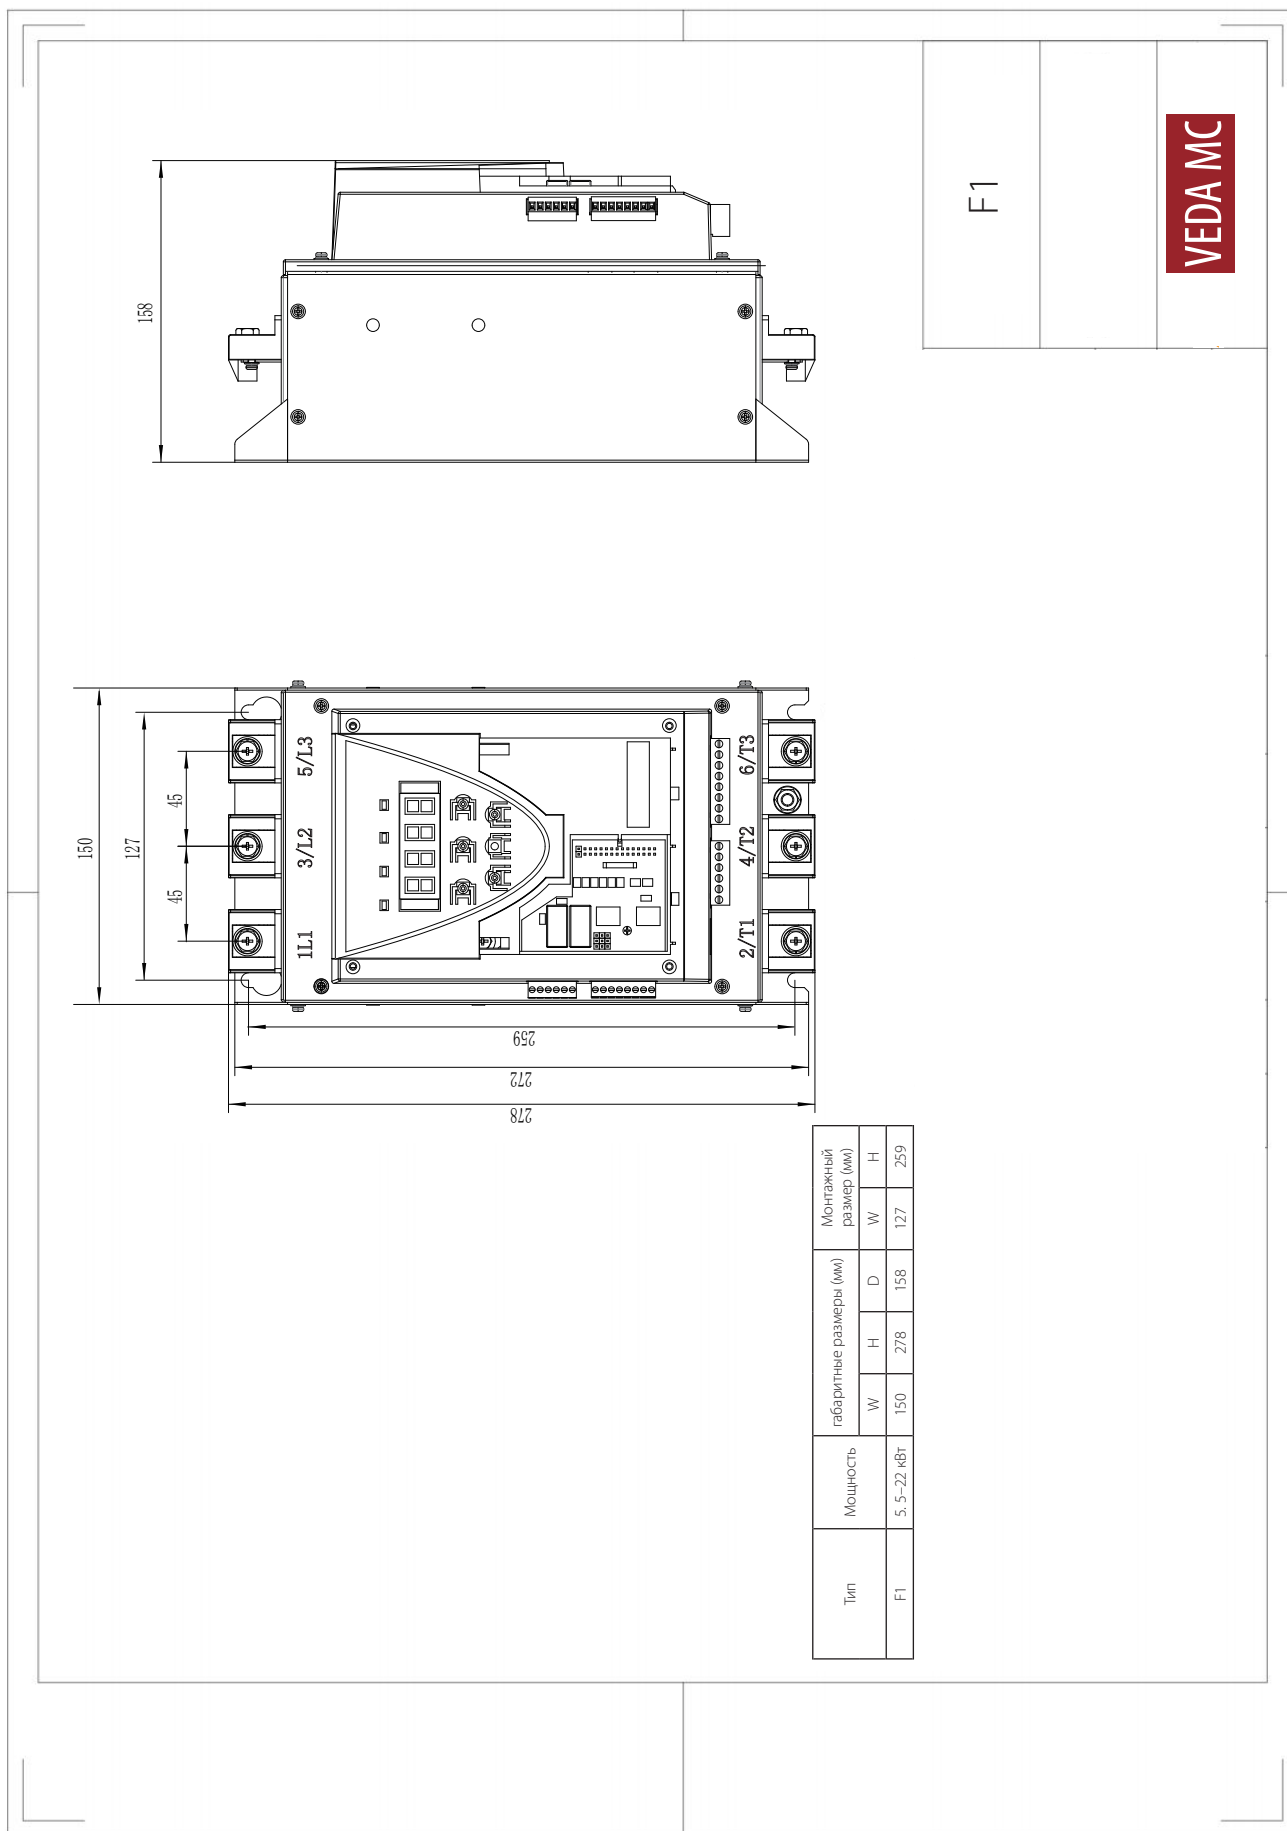 F1
VEDA MC
158
150
127
45
45
5/L3
3/L2
1L1
6/T3
4/T2
2/T1
259
272
278
Тип
Мощность
габаритные размеры (мм)
Монтажный
размер (мм)
W
H
D
W
H
F1
5. 5–22 кВт
150
278
158
127
259